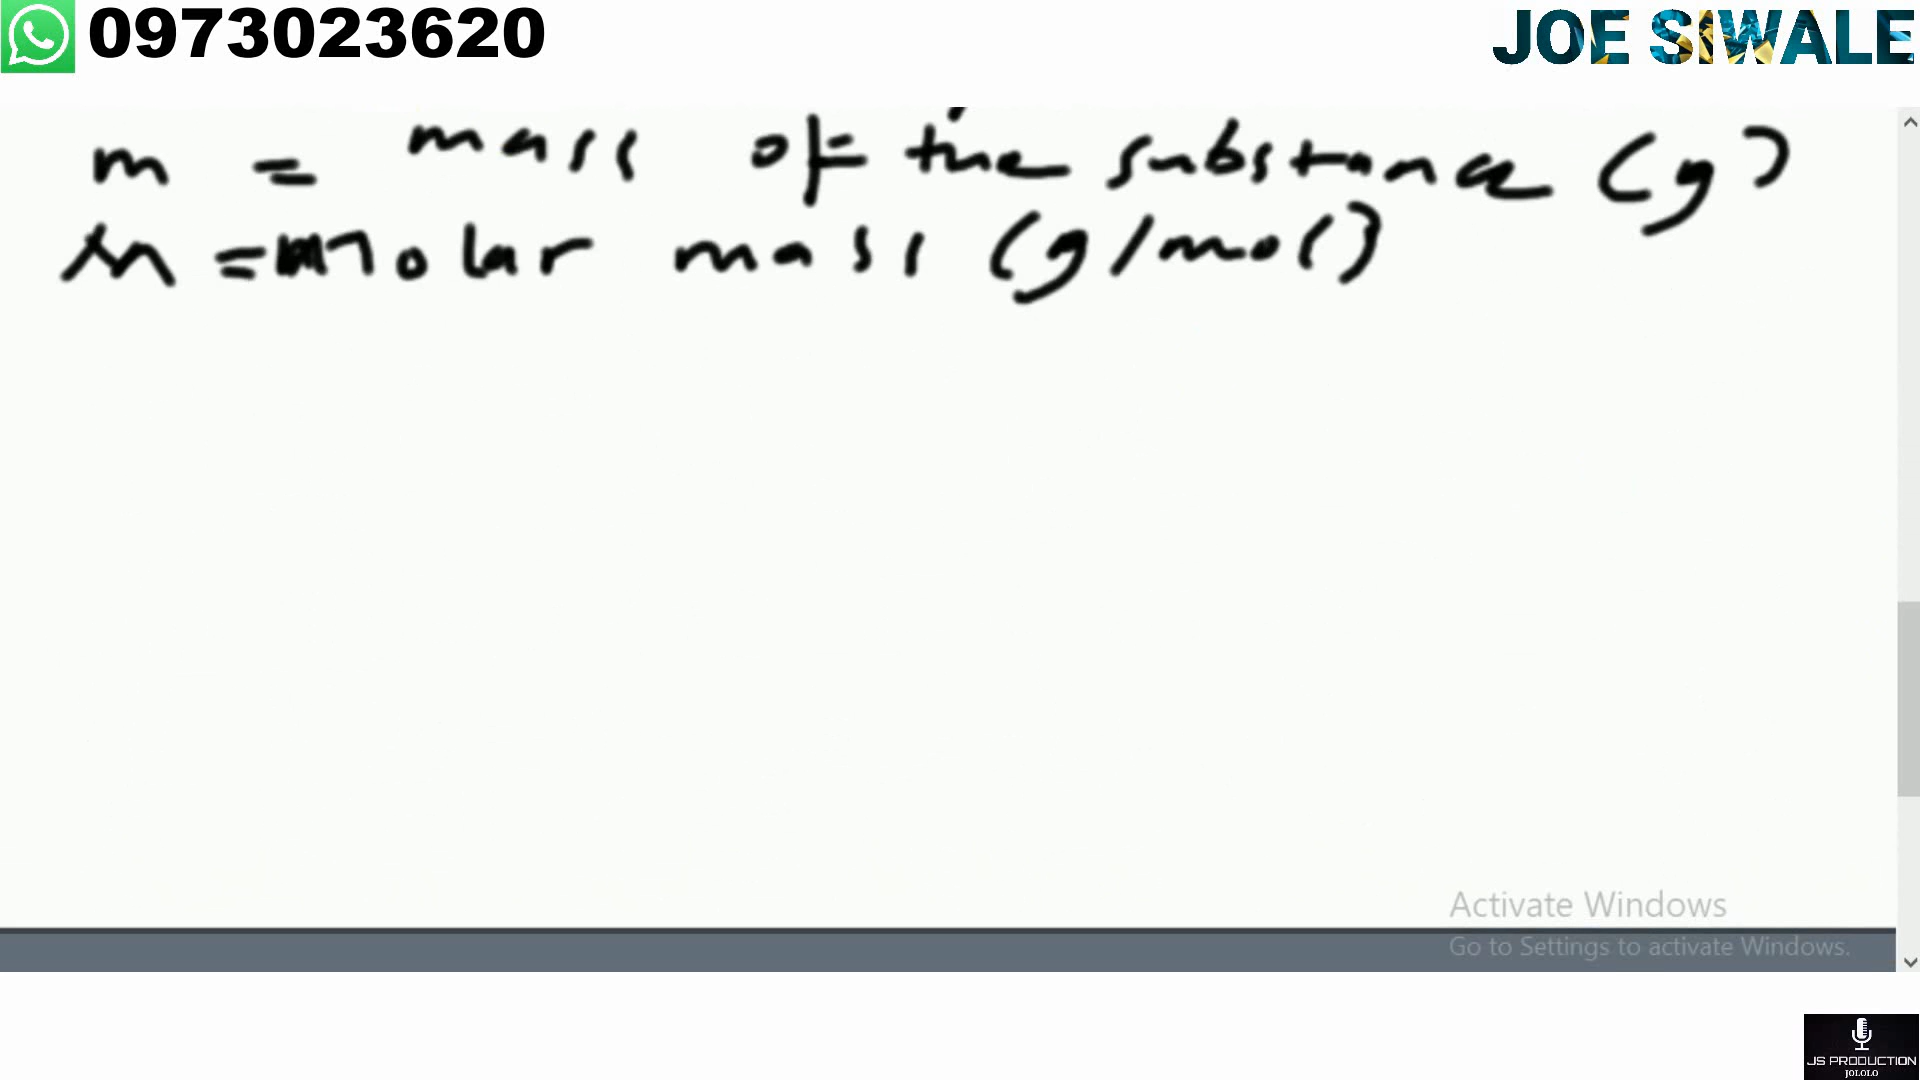 0973023620
JOE SIWALE
m = mass of the substance (g)
M = molar mass (g/mol)
Activate Windows
Go to Settings to activate Windows.
JS PRODUCTION
JOLOLO